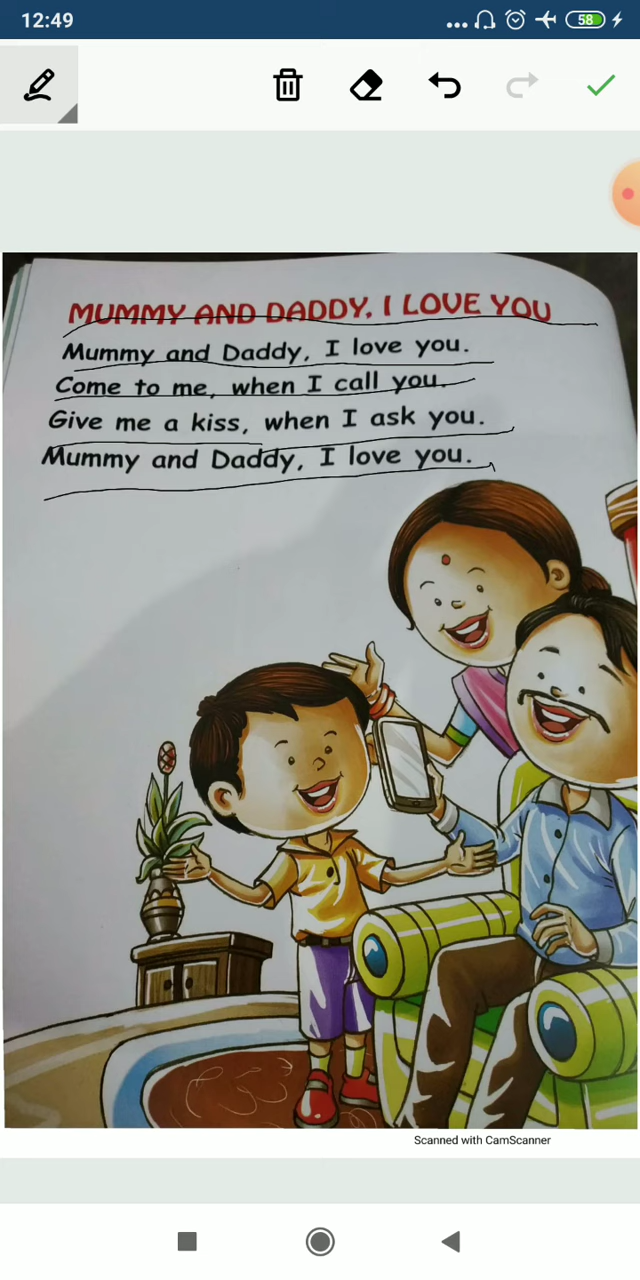 12:49
58
MUMMY AND DADDY, I LOVE YOU
Mummy and Daddy, I love you.
Come to me, when I call you.
Give me a kiss, when I ask you.
Mummy and Daddy, I love you.
Scanned with CamScanner